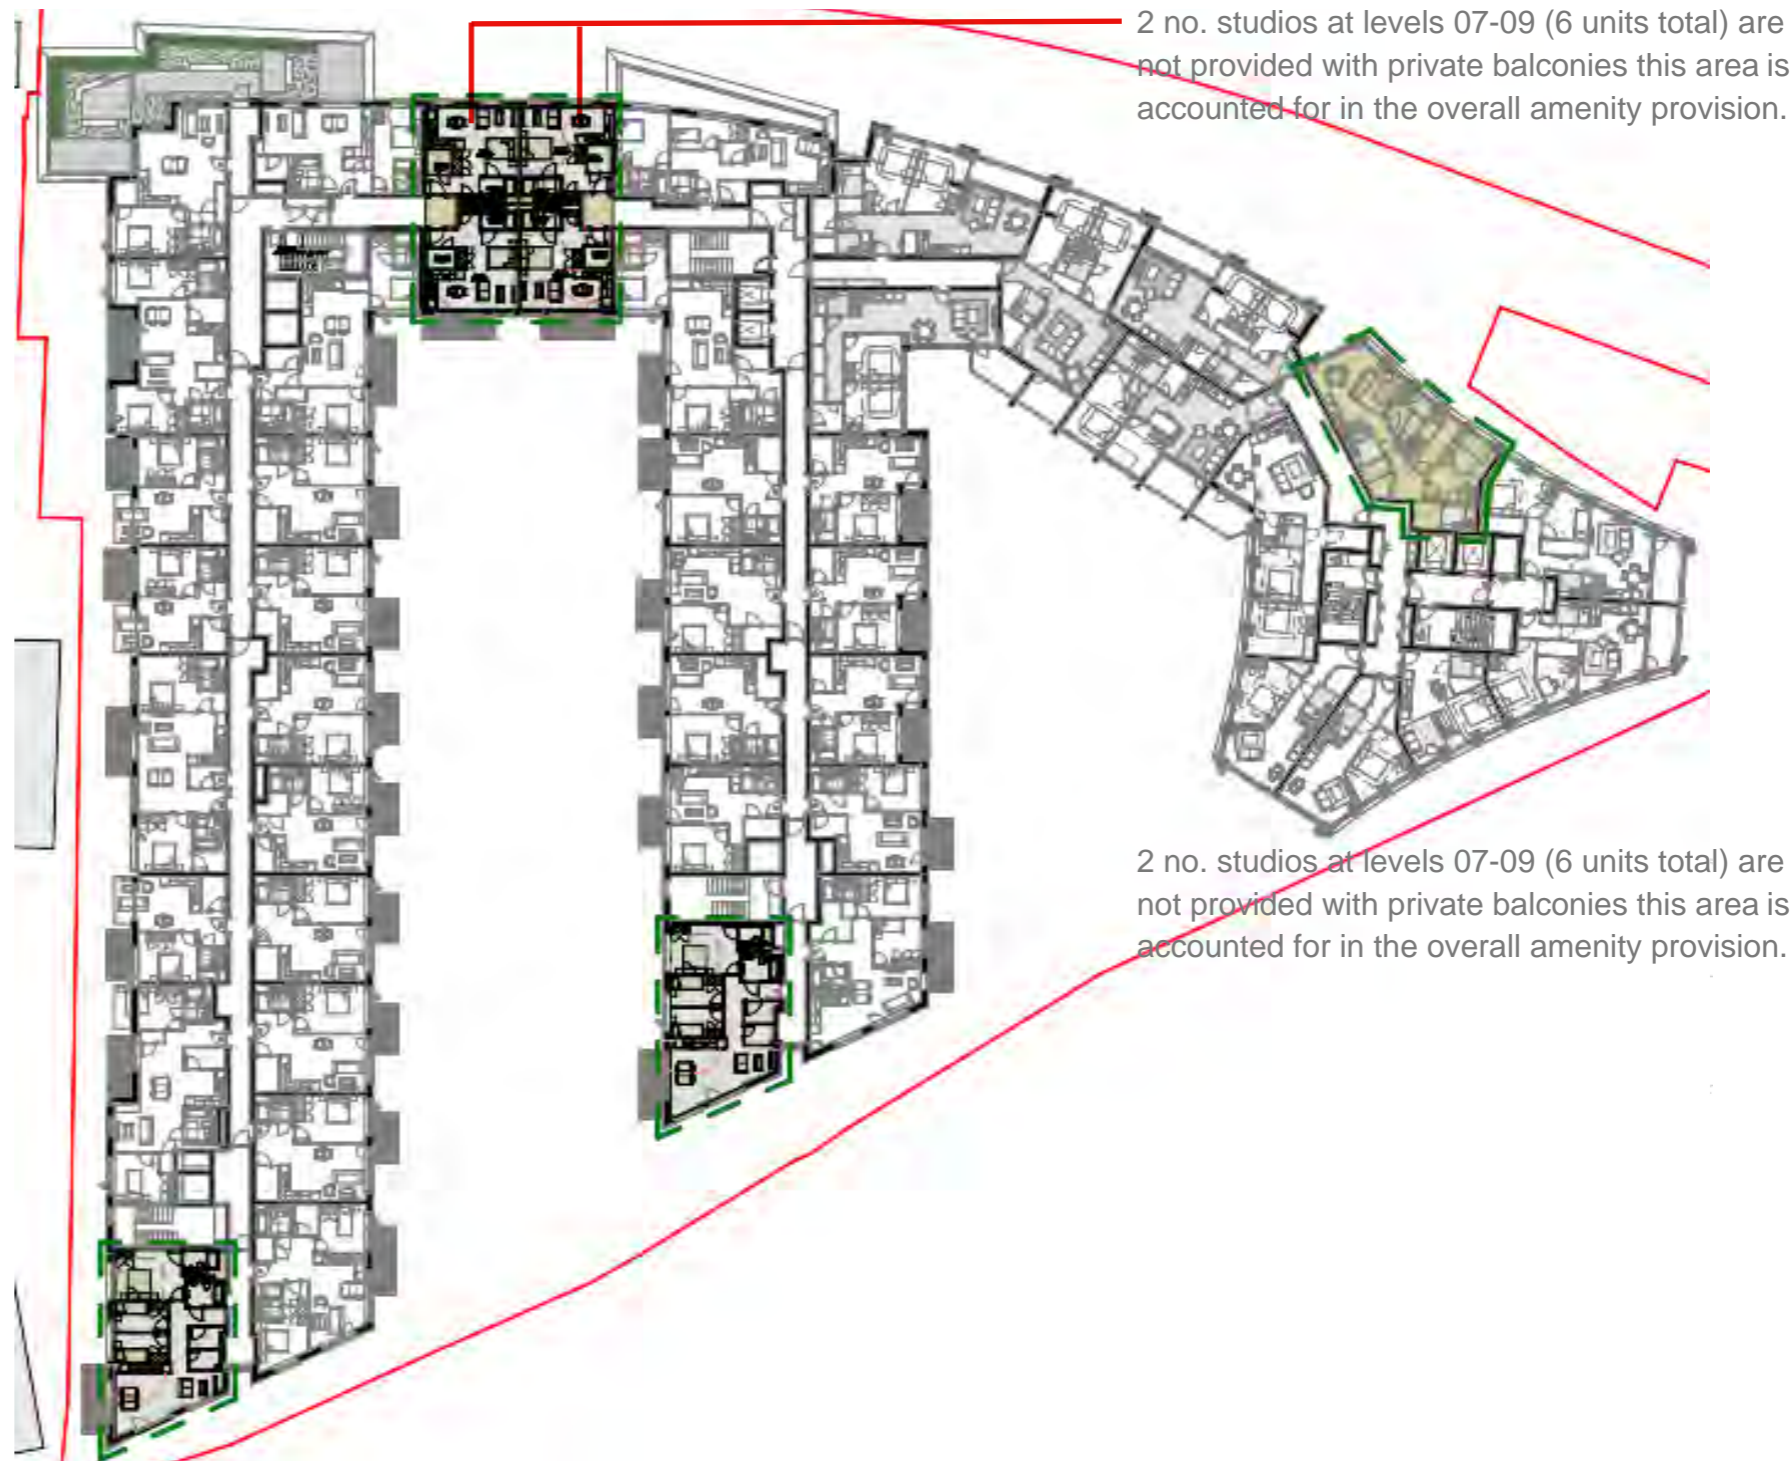 2 no. studios at levels 07-09 (6 units total) are
not provided with private balconies this area is
accounted for in the overall amenity provision.
2 no. studios at levels 07-09 (6 units total) are
not provided with private balconies this area is
accounted for in the overall amenity provision.